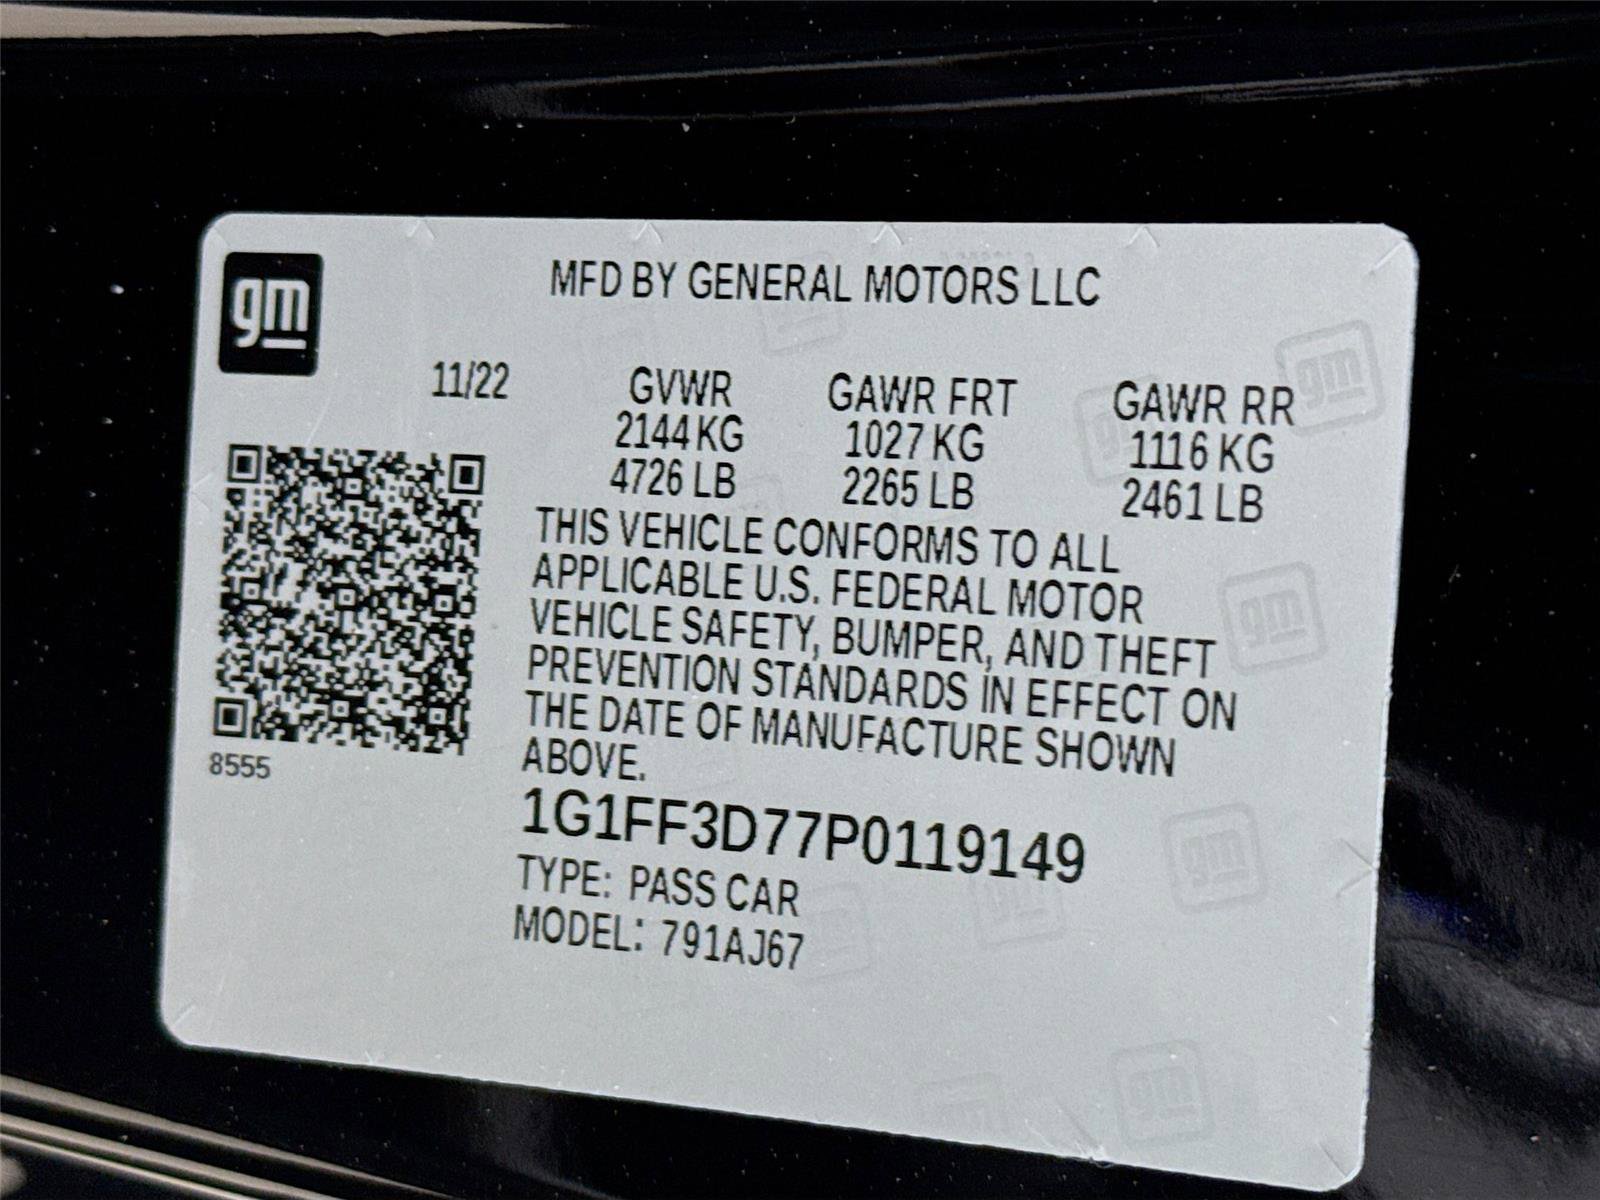 gm
MFD BY GENERAL MOTORS LLC
11/22 GVWR GAWR FRT GAWR RR
2144 KG 1027 KG 1116 KG
4726 LB 2265 LB 2461 LB
THIS VEHICLE CONFORMS TO ALL
APPLICABLE U.S. FEDERAL MOTOR
VEHICLE SAFETY, BUMPER, AND THEFT
PREVENTION STANDARDS IN EFFECT ON
THE DATE OF MANUFACTURE SHOWN
ABOVE.
8555
1G1FF3D77P0119149
TYPE: PASS CAR
MODEL: 791AJ67